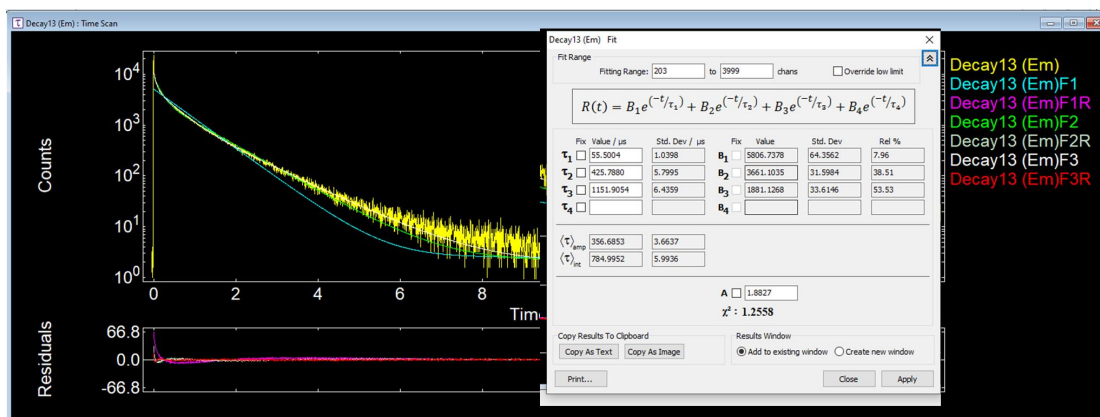 τ Decay13 (Em) : Time Scan
Counts
10⁴
10³
10²
10¹
10⁰
0 2 4 6 8
Time
Residuals
66.8
0.0
-66.8
Decay13 (Em) Fit
Fit Range
Fitting Range: 203 to 3999 chans Override low limit
R(t) = B₁e^(-t/τ₁) + B₂e^(-t/τ₂) + B₃e^(-t/τ₃) + B₄e^(-t/τ₄)
Fix Value / µs Std. Dev / µs Fix Value Std. Dev Rel %
τ₁ 55.5004 1.0398 B₁ 5806.7378 64.3562 7.96
τ₂ 425.7880 5.7995 B₂ 3661.1035 31.5984 38.51
τ₃ 1151.9054 6.4359 B₃ 1881.1268 33.6146 53.53
τ₄ B₄
⟨τ⟩amp 356.6853 3.6637
⟨τ⟩int 784.9952 5.9936
A 1.8827
χ² : 1.2558
Copy Results To Clipboard
Copy As Text Copy As Image
Results Window
Add to existing window Create new window
Print... Close Apply
Decay13 (Em)
Decay13 (Em)F1
Decay13 (Em)F1R
Decay13 (Em)F2
Decay13 (Em)F2R
Decay13 (Em)F3
Decay13 (Em)F3R